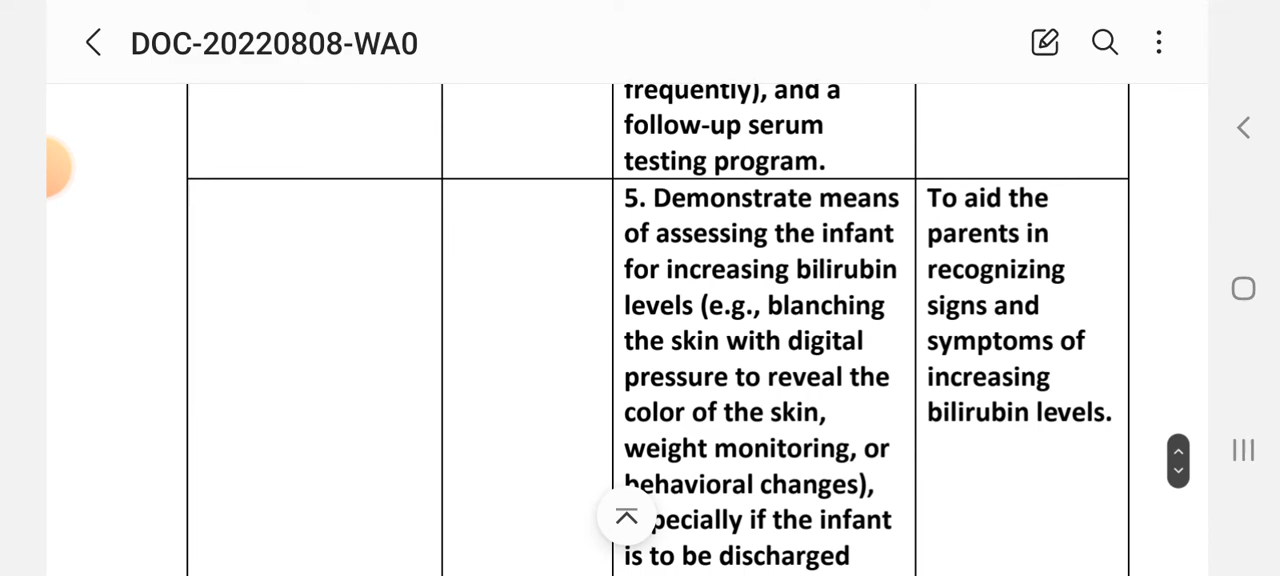 DOC-20220808-WA0
frequently), and a
follow-up serum
testing program.
5. Demonstrate means
of assessing the infant
for increasing bilirubin
levels (e.g., blanching
the skin with digital
pressure to reveal the
color of the skin,
weight monitoring, or
behavioral changes),
especially if the infant
is to be discharged
To aid the
parents in
recognizing
signs and
symptoms of
increasing
bilirubin levels.